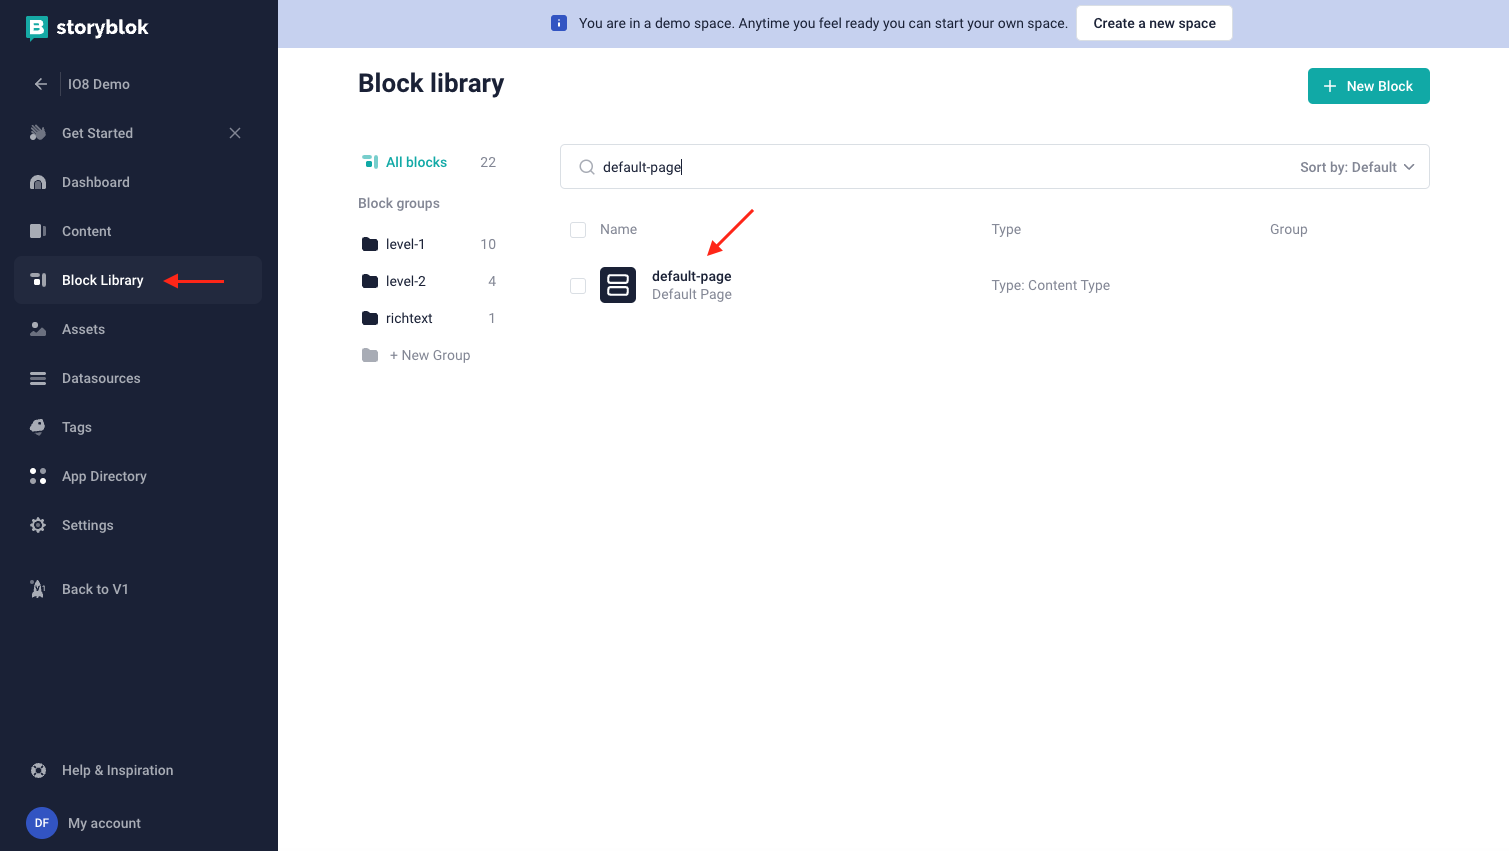 storyblok
IO8 Demo
Get Started
Dashboard
Content
Block Library
Assets
Datasources
Tags
App Directory
Settings
Back to V1
Help & Inspiration
DF My account
You are in a demo space. Anytime you feel ready you can start your own space. Create a new space
Block library
+ New Block
All blocks 22
Block groups
level-1 10
level-2 4
richtext 1
+ New Group
default-page Sort by: Default
Name Type Group
default-page
Default Page
Type: Content Type